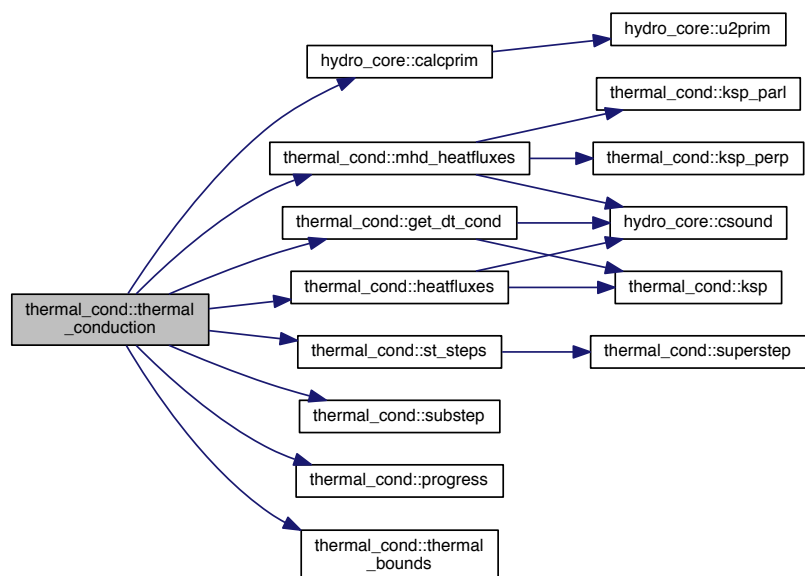 hydro_core::u2prim
hydro_core::calcprim
thermal_cond::ksp_parl
thermal_cond::mhd_heatfluxes
thermal_cond::ksp_perp
thermal_cond::get_dt_cond
hydro_core::csound
thermal_cond::heatfluxes
thermal_cond::ksp
thermal_cond::thermal
_conduction
thermal_cond::st_steps
thermal_cond::superstep
thermal_cond::substep
thermal_cond::progress
thermal_cond::thermal
_bounds